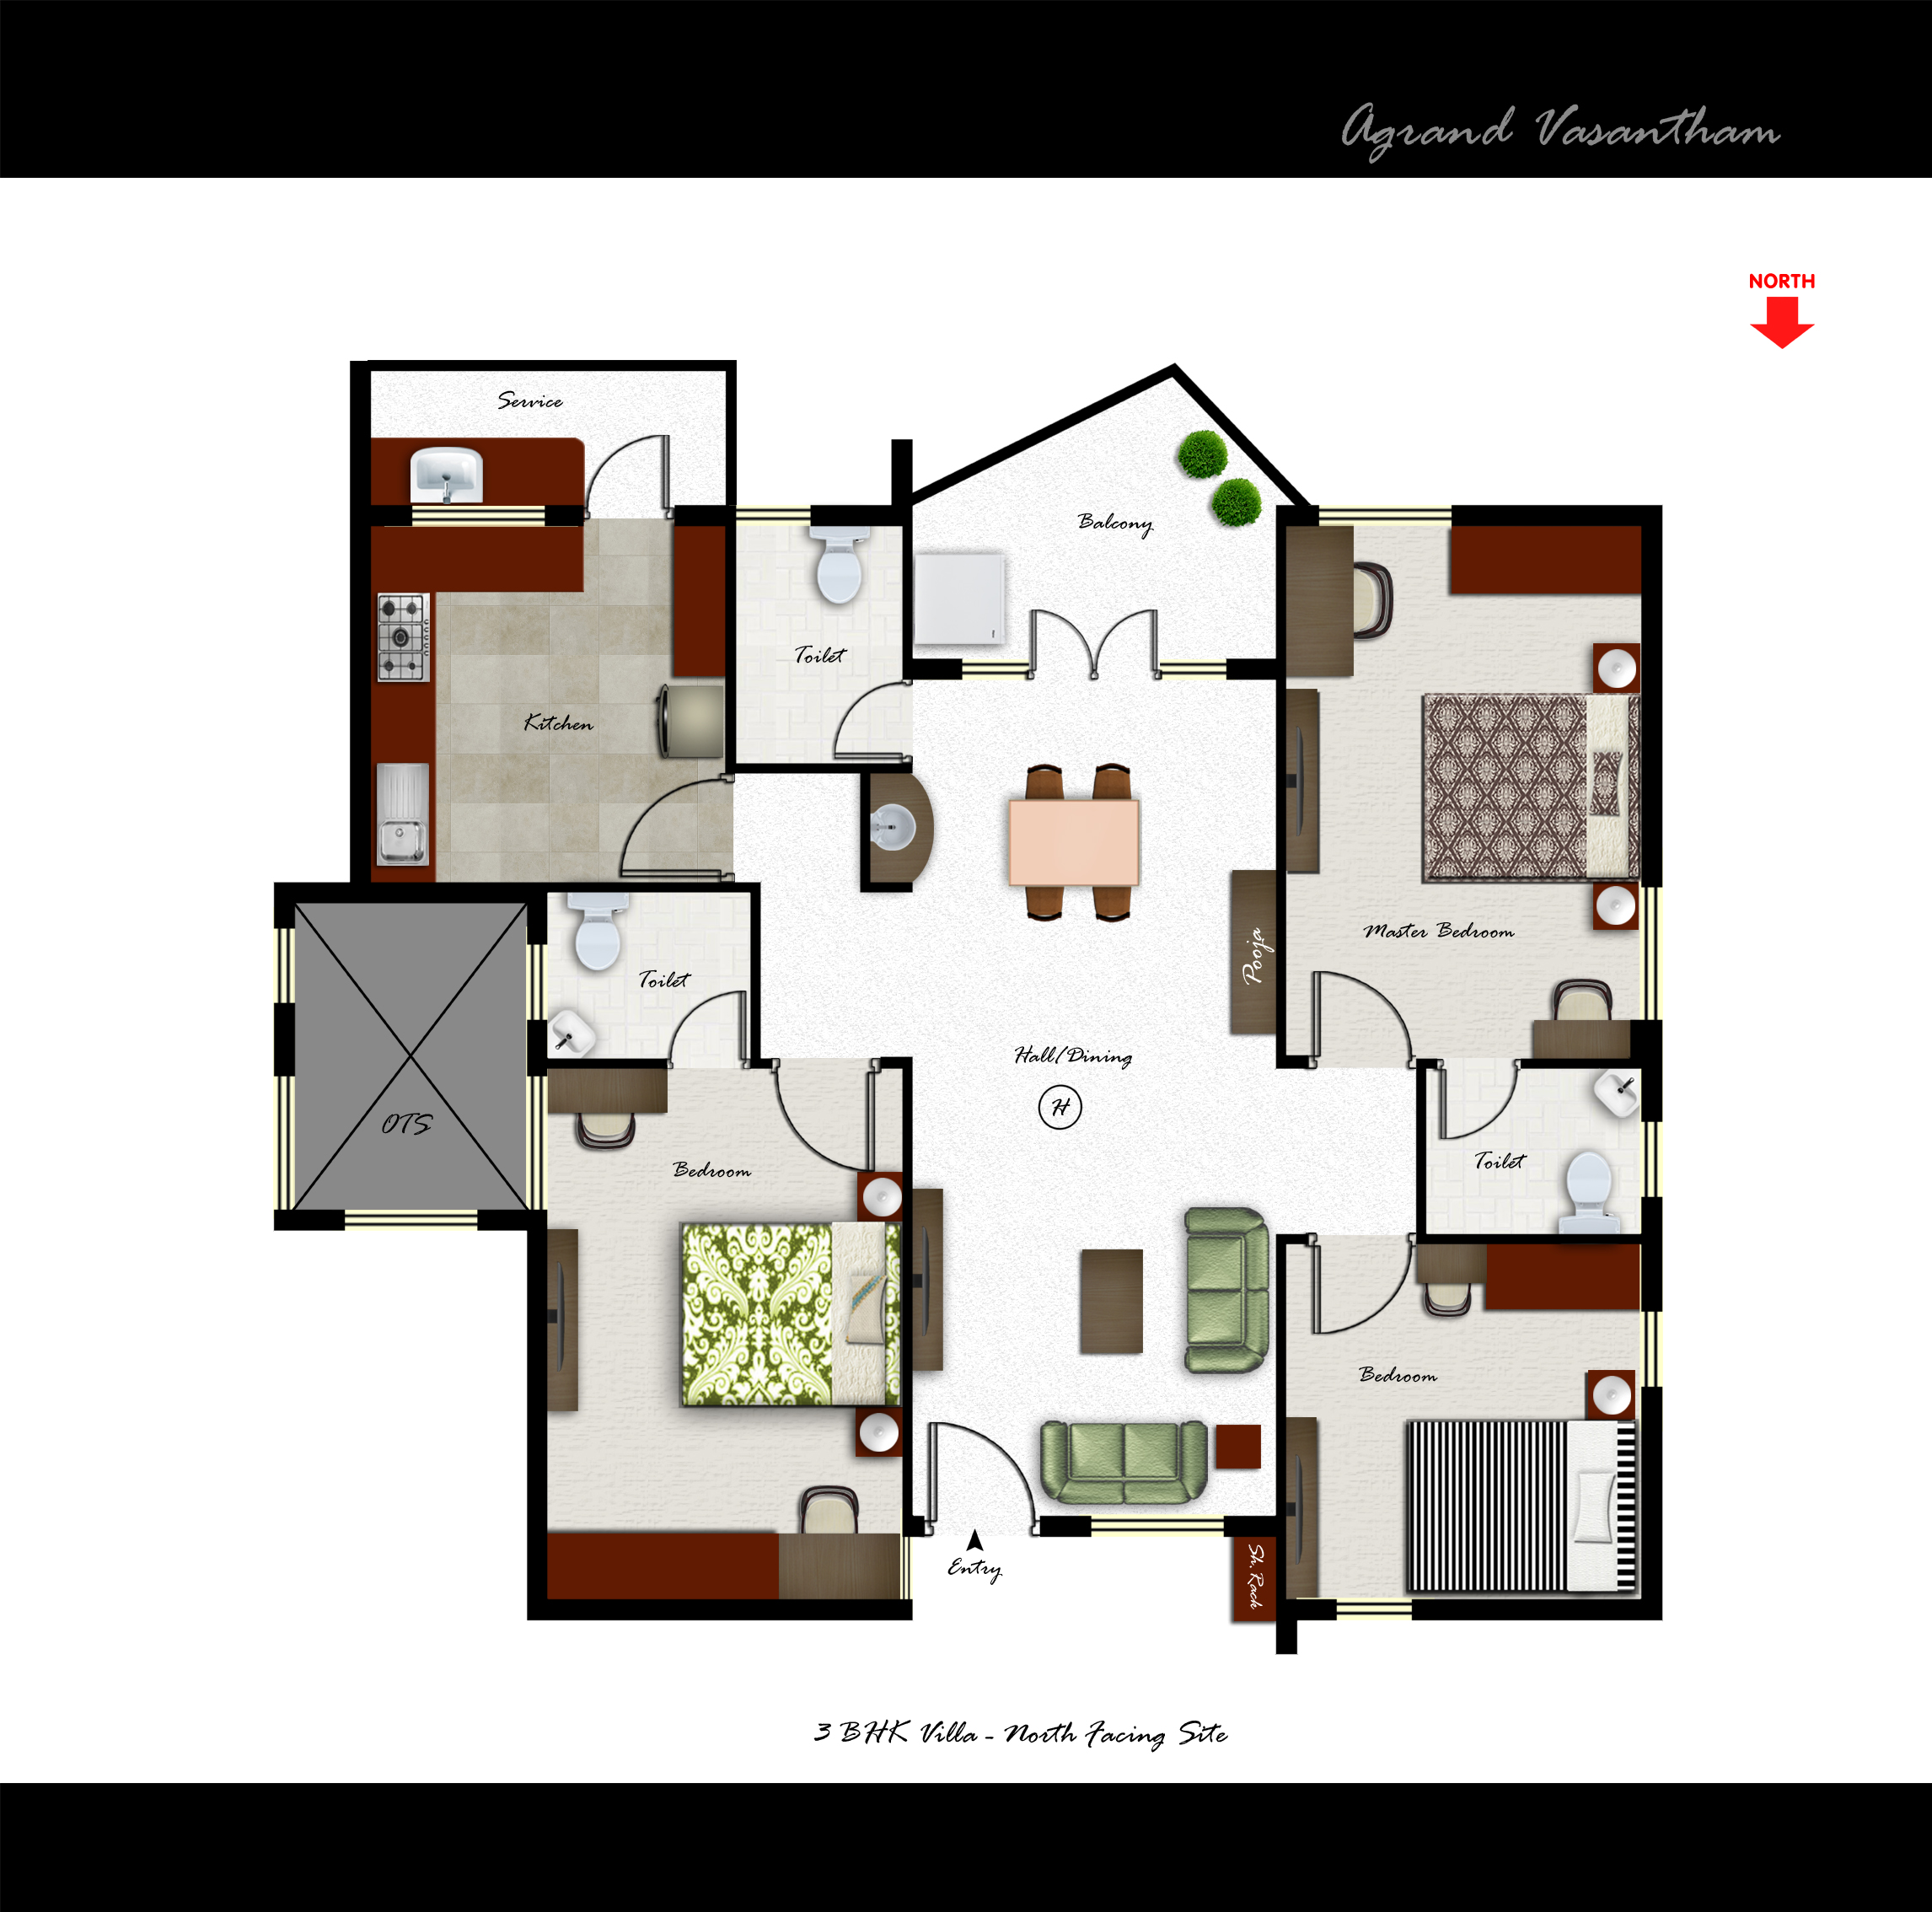 Agrand Vasantham
NORTH
Service
Balcony
Toilet
Kitchen
Master Bedroom
Pooja
Toilet
Hall/Dining
H
OTS
Bedroom
Toilet
Bedroom
Entry
Sh. Rack
3 BHK Villa - North Facing Site